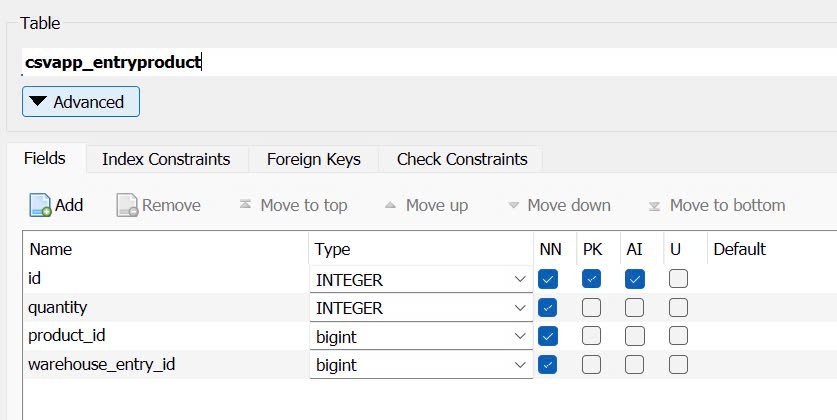 Table
csvapp_entryproduct
Advanced
Fields Index Constraints Foreign Keys Check Constraints
Add Remove Move to top Move up Move down Move to bottom
Name Type NN PK AI U Default
id INTEGER
quantity INTEGER
product_id bigint
warehouse_entry_id bigint